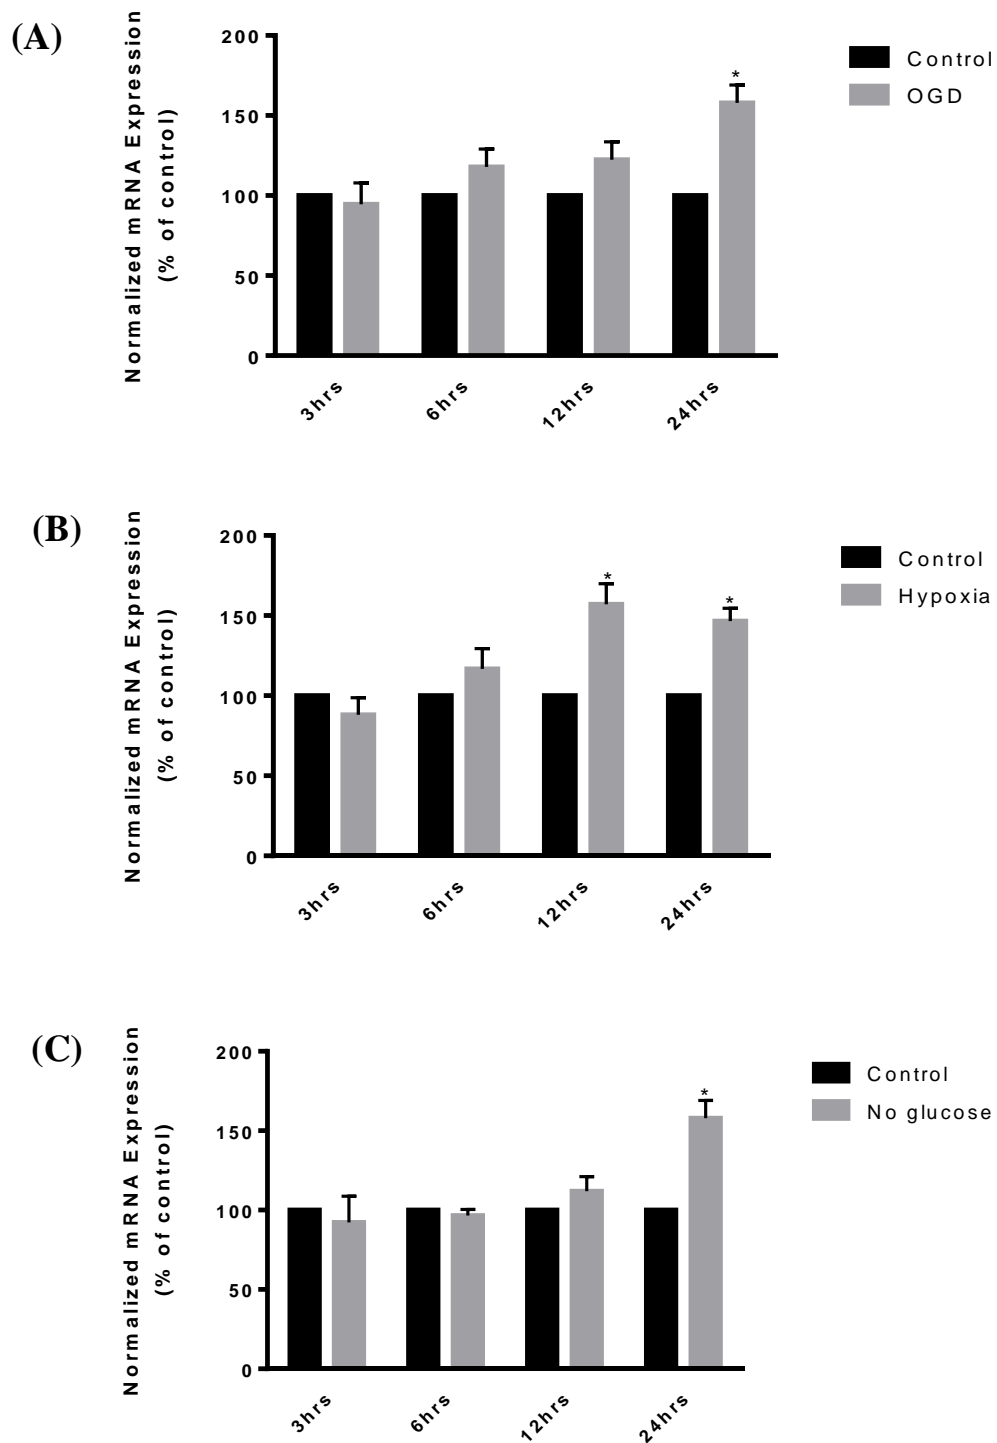 (A)
Normalized mRNA Expression
(% of control)
200
150
100
50
0
*
3hrs
6hrs
12hrs
24hrs
Control
OGD
(B)
Normalized mRNA Expression
(% of control)
200
150
100
50
0
*
*
3hrs
6hrs
12hrs
24hrs
Control
Hypoxia
(C)
Normalized mRNA Expression
(% of control)
200
150
100
50
0
*
3hrs
6hrs
12hrs
24hrs
Control
No glucose